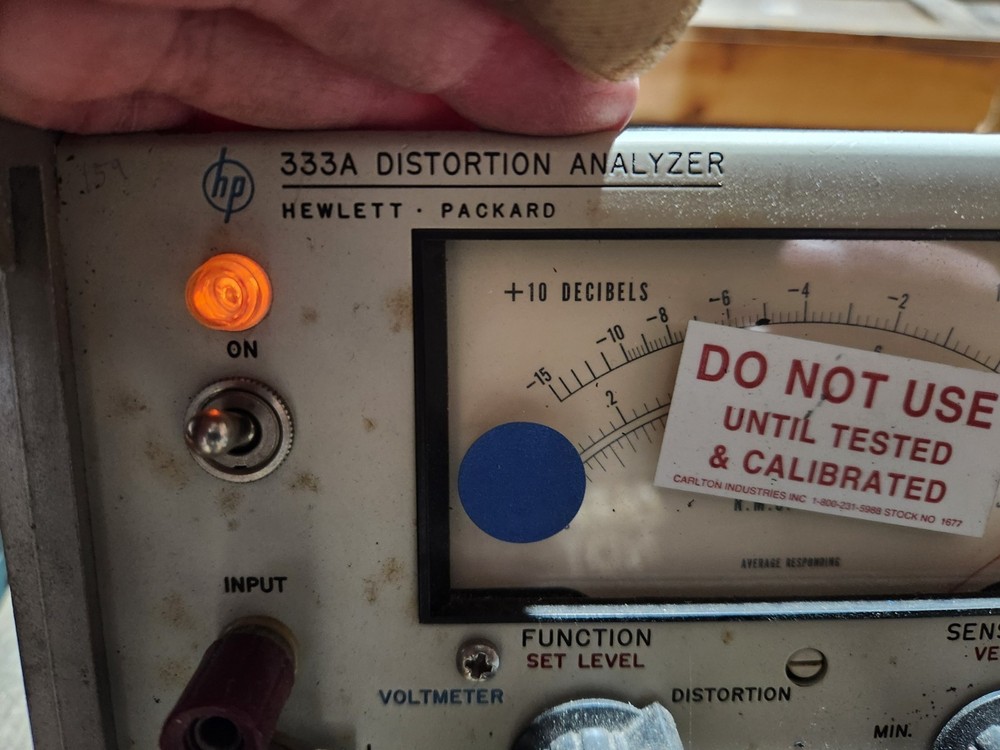 hp
333A DISTORTION ANALYZER
HEWLETT · PACKARD
ON
+10 DECIBELS
-15
-10
-8
-6
-4
-2
.2
DO NOT USE
UNTIL TESTED
& CALIBRATED
CARLTON INDUSTRIES INC 1-800-231-5988 STOCK NO 1677
AVERAGE RESPONDING
INPUT
FUNCTION
SET LEVEL
VOLTMETER
DISTORTION
MIN.